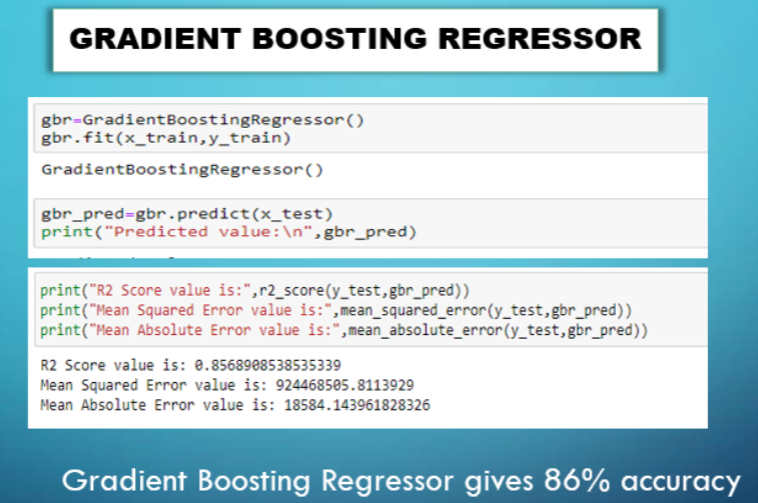 GRADIENT BOOSTING REGRESSOR
gbr=GradientBoostingRegressor()
gbr.fit(x_train,y_train)
GradientBoostingRegressor()
gbr_pred=gbr.predict(x_test)
print("Predicted value:\n",gbr_pred)
print("R2 Score value is:",r2_score(y_test,gbr_pred))
print("Mean Squared Error value is:",mean_squared_error(y_test,gbr_pred))
print("Mean Absolute Error value is:",mean_absolute_error(y_test,gbr_pred))
R2 Score value is: 0.8568908538535339
Mean Squared Error value is: 924468505.8113929
Mean Absolute Error value is: 18584.143961828326
Gradient Boosting Regressor gives 86% accuracy